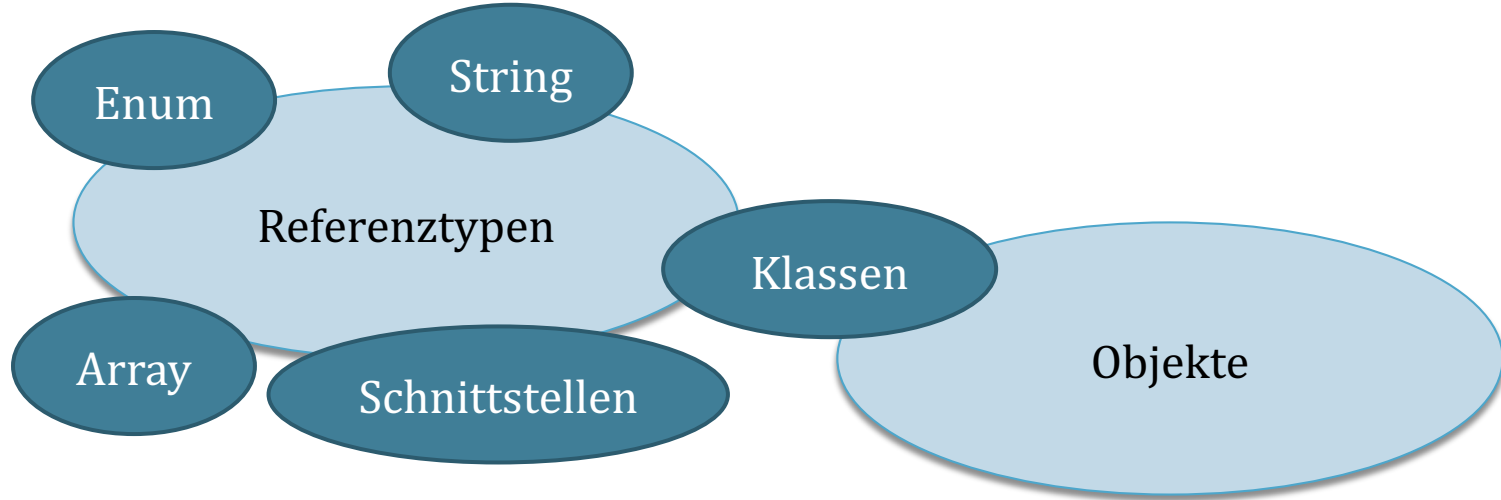 Enum
String
Referenztypen
Klassen
Array
Schnittstellen
Objekte